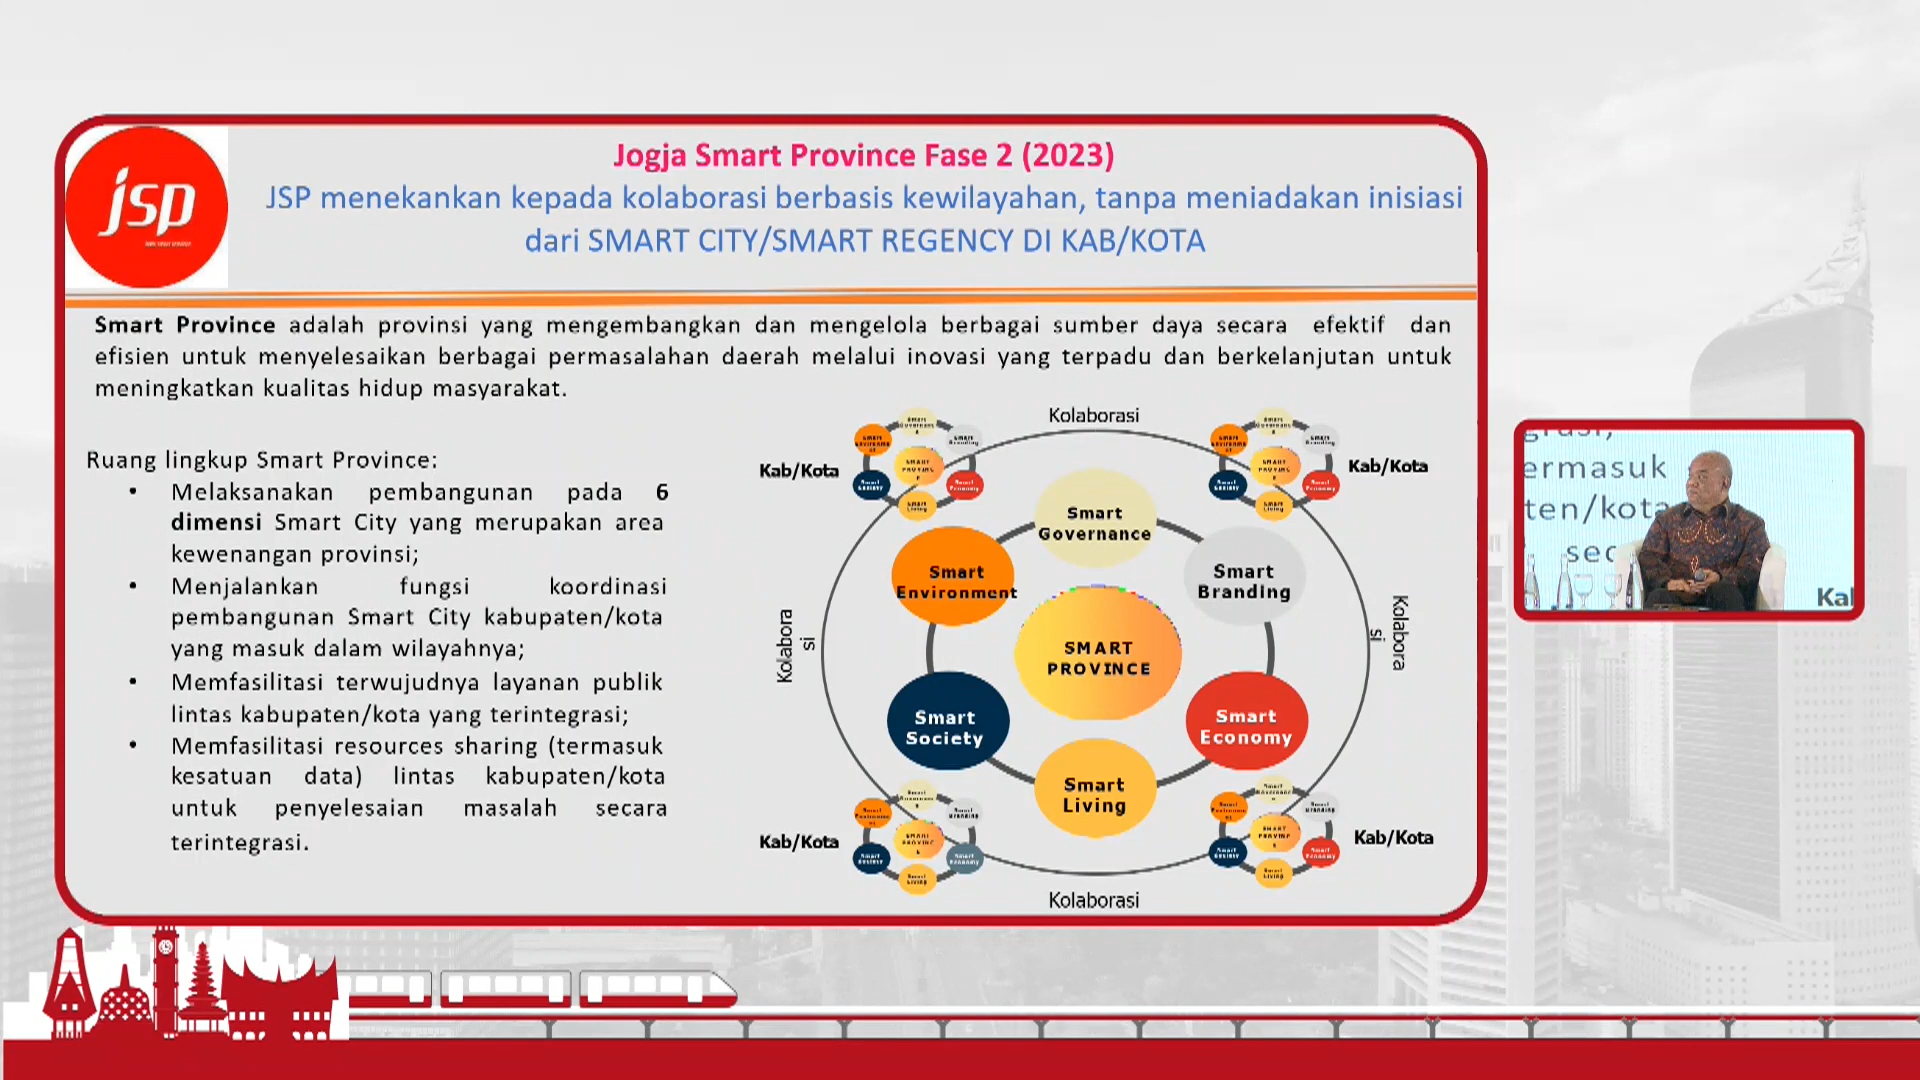 jsp
Jogja Smart Province Fase 2 (2023)
JSP menekankan kepada kolaborasi berbasis kewilayahan, tanpa meniadakan inisiasi
dari SMART CITY/SMART REGENCY DI KAB/KOTA
Smart Province adalah provinsi yang mengembangkan dan mengelola berbagai sumber daya secara efektif dan
efisien untuk menyelesaikan berbagai permasalahan daerah melalui inovasi yang terpadu dan berkelanjutan untuk
meningkatkan kualitas hidup masyarakat.
Ruang lingkup Smart Province:
• Melaksanakan pembangunan pada 6
dimensi Smart City yang merupakan area
kewenangan provinsi;
• Menjalankan fungsi koordinasi
pembangunan Smart City kabupaten/kota
yang masuk dalam wilayahnya;
• Memfasilitasi terwujudnya layanan publik
lintas kabupaten/kota yang terintegrasi;
• Memfasilitasi resources sharing (termasuk
kesatuan data) lintas kabupaten/kota
untuk penyelesaian masalah secara
terintegrasi.
Kolaborasi
Kab/Kota
Kab/Kota
Smart
Governance
Smart
Environment
Smart
Branding
Kolabora
si
SMART
PROVINCE
Kolabora
si
Smart
Society
Smart
Economy
Smart
Living
Kab/Kota
Kab/Kota
Kolaborasi
ermasuk
ten/kota
sec
Kal